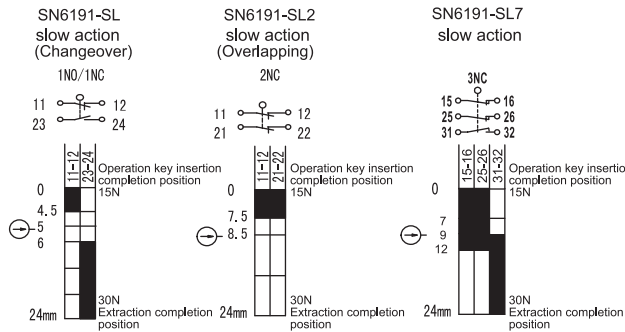 SN6191-SL
slow action
(Changeover)
1NO/1NC
11 12
23 24
11-12 23-24
Operation key insertion
completion position
0 15N
4.5
5
6
30N
24mm Extraction completion
position
SN6191-SL2
slow action
(Overlapping)
2NC
11 12
21 22
11-12 21-22
Operation key insertion
completion position
0 15N
7.5
8.5
30N
24mm Extraction completion
position
SN6191-SL7
slow action
3NC
15 16
25 26
31 32
15-16 25-26 31-32
Operation key insertio
completion position
0 15N
7
9
12
30N
24mm Extraction completion
position